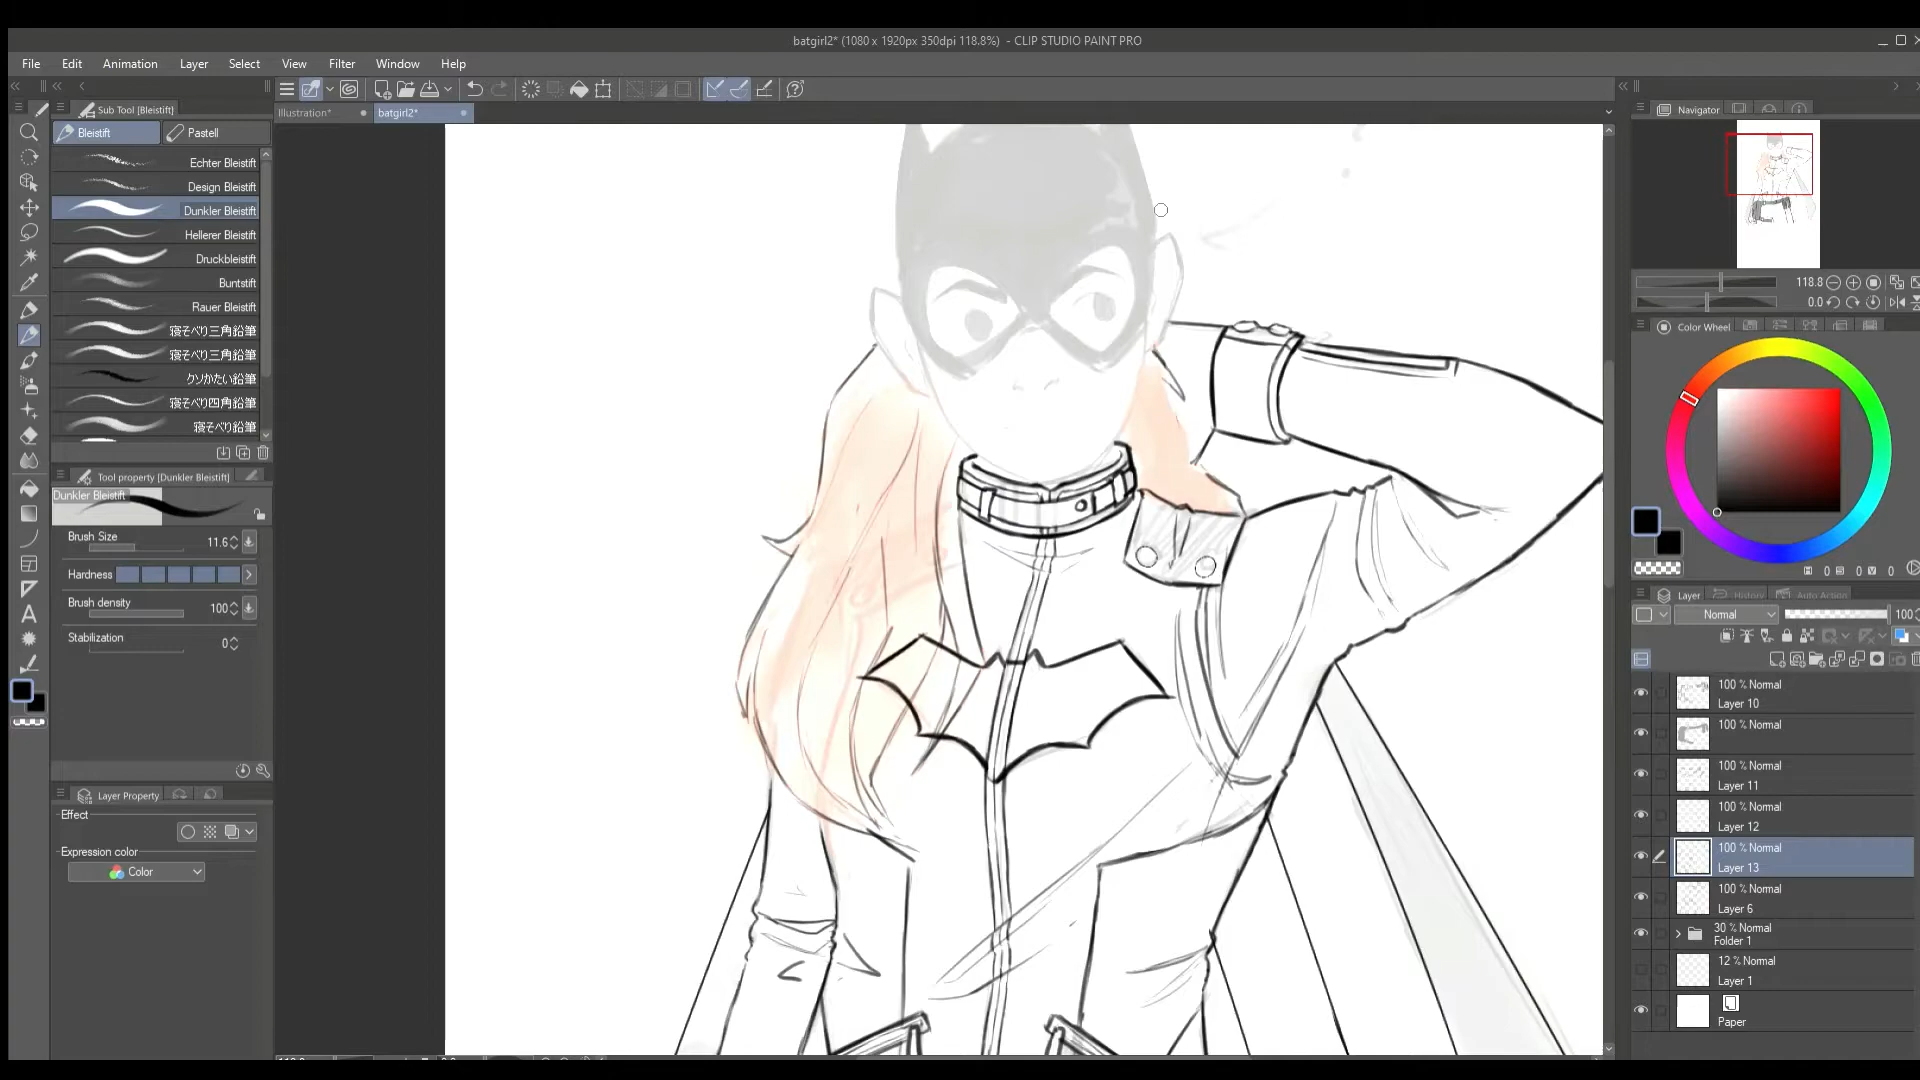 batgirl2* (1080 x 1920px 350dpi 118.8%) - CLIP STUDIO PAINT PRO
File Edit Animation Layer Select View Filter Window Help
Sub Tool [Bleistift]
Illustration*
batgirl2*
Bleistift
Pastell
Echter Bleistift
Design Bleistift
Dunkler Bleistift
Hellerer Bleistift
Druckbleistift
Buntstift
Rauer Bleistift
寝そべり三角鉛筆
寝そべり三角鉛筆
クソかたい鉛筆
寝そべり四角鉛筆
寝そべり鉛筆
Tool property [Dunkler Bleistift]
Dunkler Bleistift
Brush Size 11.6
Hardness
Brush density 100
Stabilization 0
Layer Property
Effect
Expression color
Color
Navigator
118.8
0.0
Color Wheel
H 0 S 0 V 0
Layer History Auto Action
Normal 100
100 % Normal
Layer 10
100 % Normal
100 % Normal
Layer 11
100 % Normal
Layer 12
100 % Normal
Layer 13
100 % Normal
Layer 6
30 % Normal
Folder 1
12 % Normal
Layer 1
Paper